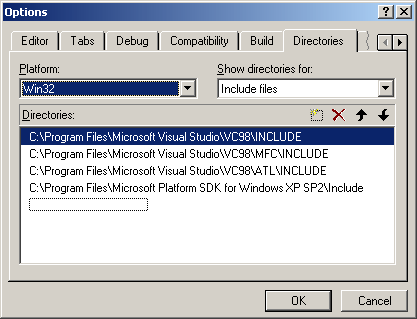 Options
Editor Tabs Debug Compatibility Build Directories
Platform: Show directories for:
Win32 Include files
Directories:
C:\Program Files\Microsoft Visual Studio\VC98\INCLUDE
C:\Program Files\Microsoft Visual Studio\VC98\MFC\INCLUDE
C:\Program Files\Microsoft Visual Studio\VC98\ATL\INCLUDE
C:\Program Files\Microsoft Platform SDK for Windows XP SP2\Include
OK Cancel